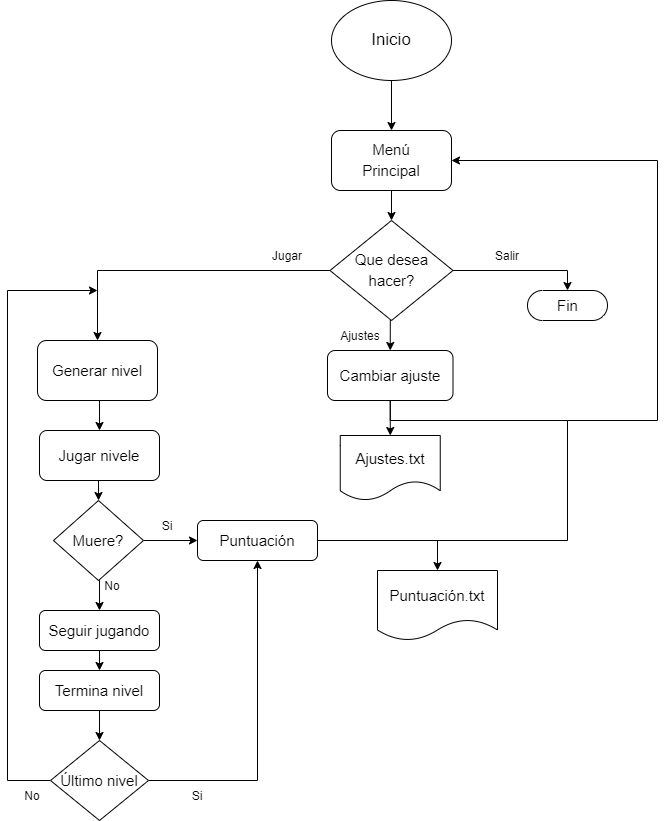 Inicio
Menú
Principal
Que desea
hacer?
Jugar
Salir
Fin
Ajustes
Cambiar ajuste
Generar nivel
Ajustes.txt
Jugar nivele
Muere?
Si
Puntuación
No
Puntuación.txt
Seguir jugando
Termina nivel
Último nivel
No
Si